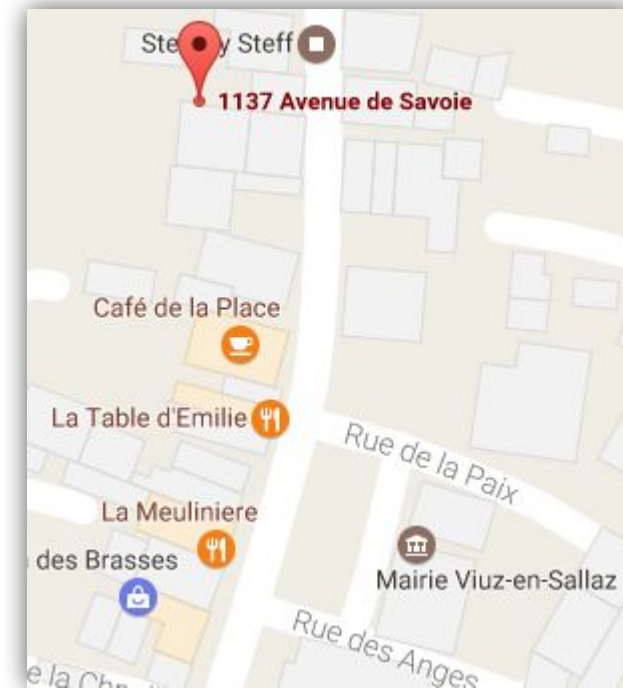 Steff
1137 Avenue de Savoie
Café de la Place
La Table d'Emilie
Rue de la Paix
La Meuliniere
des Brasses
Mairie Viuz-en-Sallaz
Rue des Anges
e la